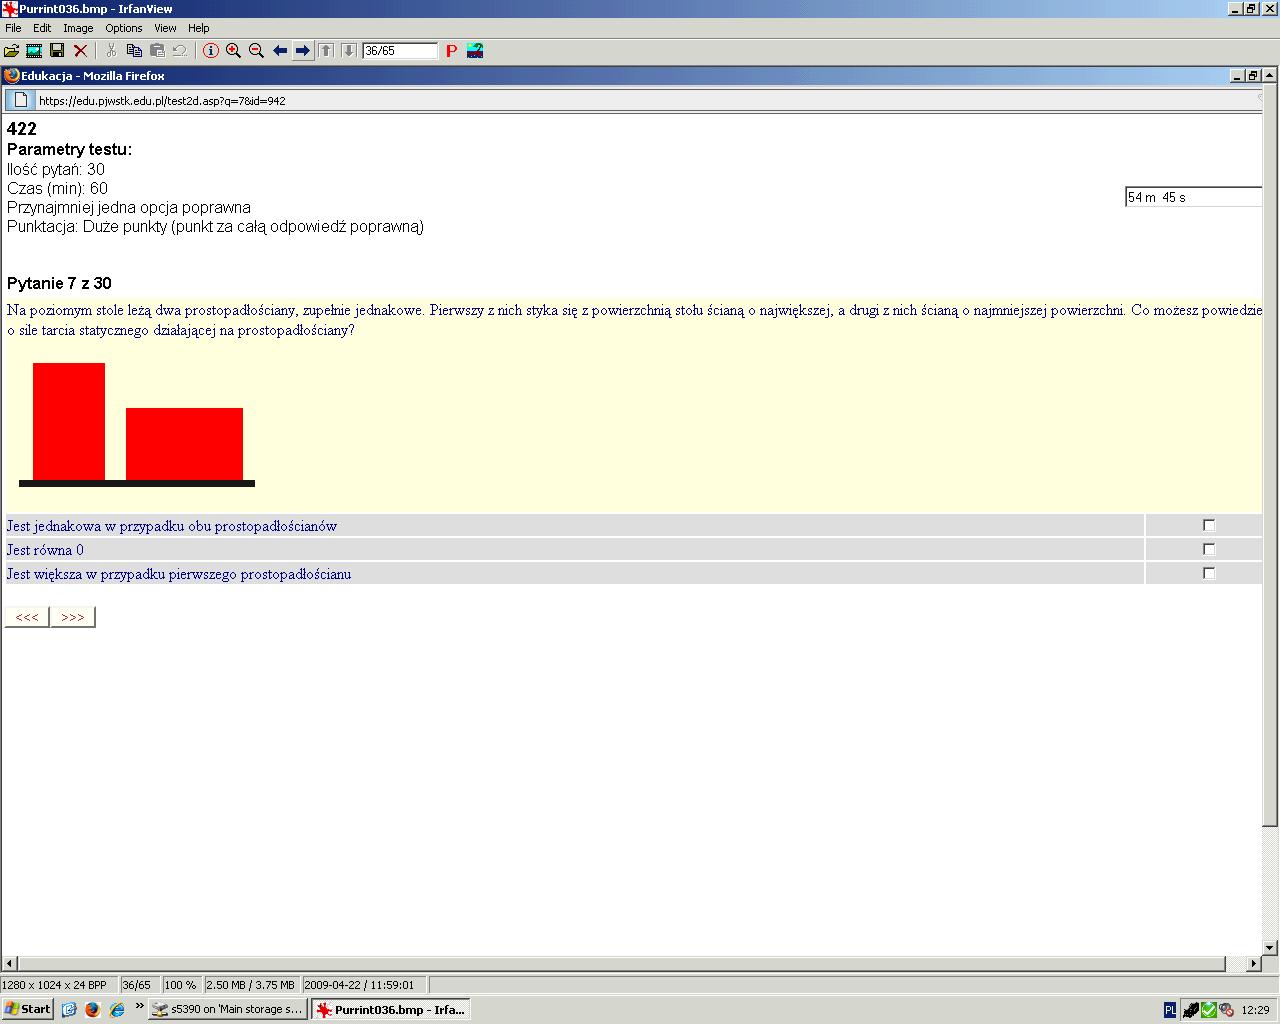 Purrint036.bmp - IrfanView
File Edit Image Options View Help
36/65
Edukacja - Mozilla Firefox
https://edu.pjwstk.edu.pl/test2d.asp?q=7&id=942
422
Parametry testu:
Ilość pytań: 30
Czas (min): 60
54 m 45 s
Przynajmniej jedna opcja poprawna
Punktacja: Duże punkty (punkt za całą odpowiedź poprawną)
Pytanie 7 z 30
Na poziomym stole leżą dwa prostopadłościany, zupełnie jednakowe. Pierwszy z nich styka się z powierzchnią stołu ścianą o największej, a drugi z nich ścianą o najmniejszej powierzchni. Co możesz powiedzie
o sile tarcia statycznego działającej na prostopadłościany?
Jest jednakowa w przypadku obu prostopadłościanów
Jest równa 0
Jest większa w przypadku pierwszego prostopadłościanu
<<< >>>
1280 x 1024 x 24 BPP 36/65 100 % 2.50 MB / 3.75 MB 2009-04-22 / 11:59:01
Start » s5390 on 'Main storage s... Purrint036.bmp - Irfa... PL 12:29